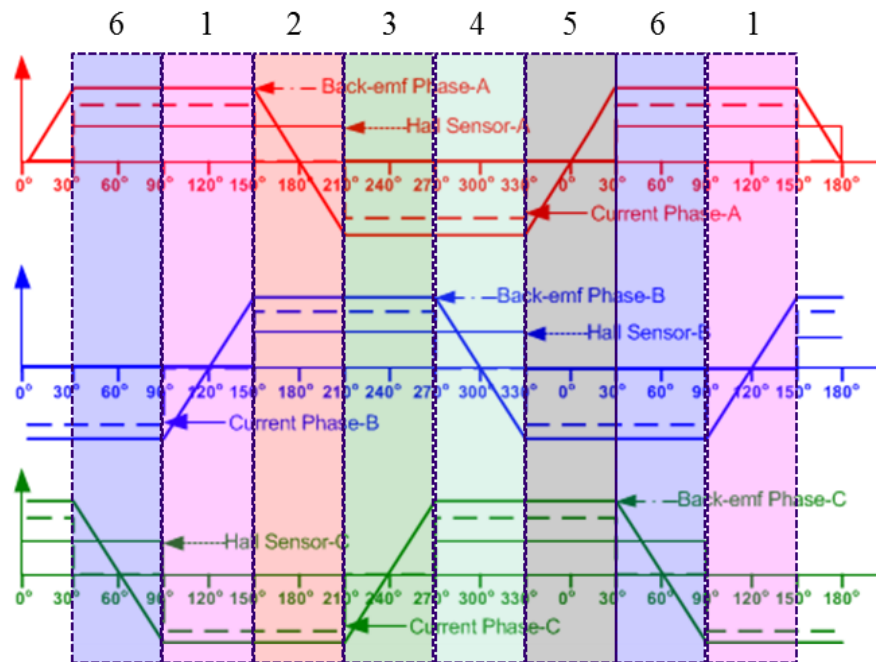 6 1 2 3 4 5 6 1
Back-emf Phase-A
Hall Sensor-A
0° 30° 60° 90° 120° 150° 180° 210° 240° 270° 300° 330° 0° 30° 60° 90° 120° 150° 180°
Current Phase-A
Back-emf Phase-B
Hall Sensor-B
0° 30° 60° 90° 120° 150° 180° 210° 240° 270° 300° 330° 0° 30° 60° 90° 120° 150° 180°
Current Phase-B
Back-emf Phase-C
Hall Sensor-C
0° 30° 60° 90° 120° 150° 180° 210° 240° 270° 300° 330° 0° 30° 60° 90° 120° 150° 180°
Current Phase-C